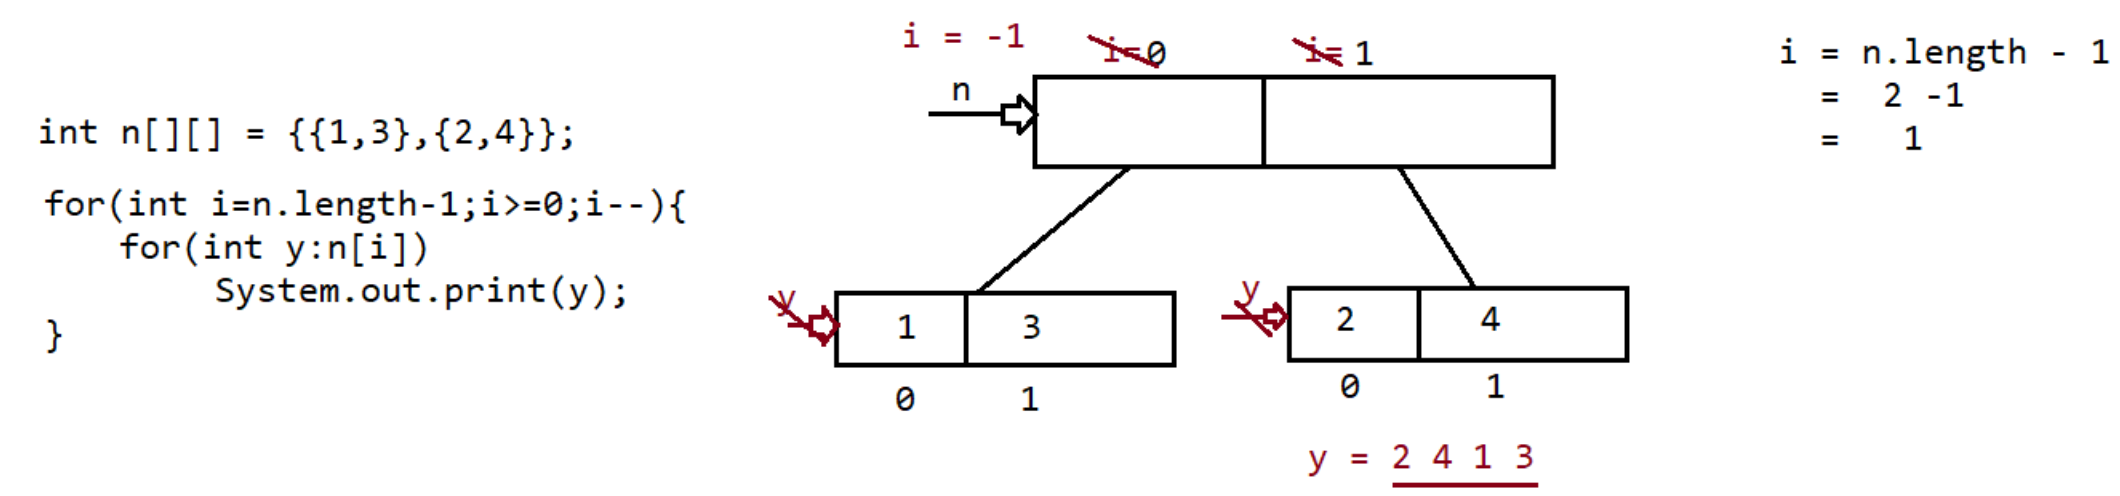 int n[][] = {{1,3},{2,4}};
for(int i=n.length-1;i>=0;i--){
for(int y:n[i])
System.out.print(y);
}
i = -1
i=0
i= 1
n
y
1 3
0 1
y
2 4
0 1
y = 2 4 1 3
i = n.length - 1
= 2 -1
= 1